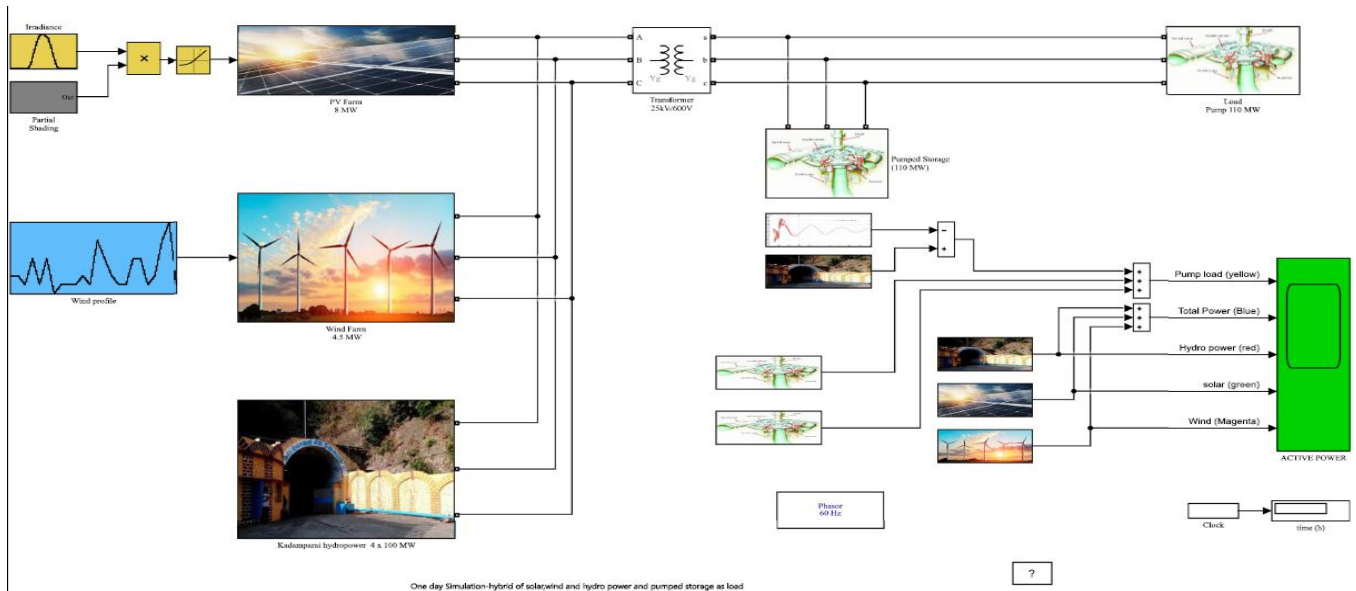 Irradiance
×
Out
Partial
Shading
PV Farm
8 MW
A
B
C
a
b
c
Yg
Yg
Transformer
25kV/600V
Load
Pump 110 MW
Pumped Storage
(110 MW)
Wind profile
Wind Farm
4.5 MW
−
+
+
+
+
Pump load (yellow)
+
+
+
Total Power (Blue)
Hydro power (red)
solar (green)
Wind (Magenta)
ACTIVE POWER
Phasor
60 Hz
Clock
time (h)
Kadamparai hydropower 4 x 100 MW
?
One day Simulation-hybrid of solar,wind and hydro power and pumped storage as load